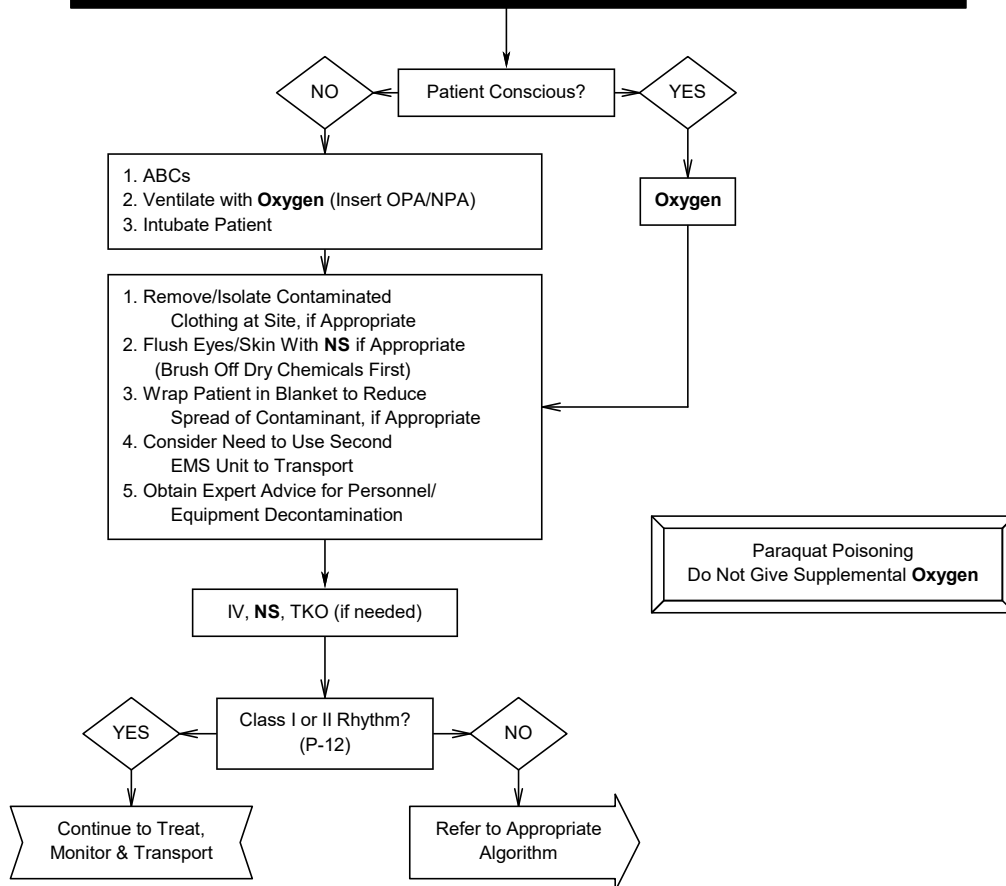 Patient Conscious?
NO
YES
1. ABCs
2. Ventilate with Oxygen (Insert OPA/NPA)
3. Intubate Patient
Oxygen
1. Remove/Isolate Contaminated
Clothing at Site, if Appropriate
2. Flush Eyes/Skin With NS if Appropriate
(Brush Off Dry Chemicals First)
3. Wrap Patient in Blanket to Reduce
Spread of Contaminant, if Appropriate
4. Consider Need to Use Second
EMS Unit to Transport
5. Obtain Expert Advice for Personnel/
Equipment Decontamination
Paraquat Poisoning
Do Not Give Supplemental Oxygen
IV, NS, TKO (if needed)
Class I or II Rhythm?
(P-12)
YES
NO
Continue to Treat,
Monitor & Transport
Refer to Appropriate
Algorithm